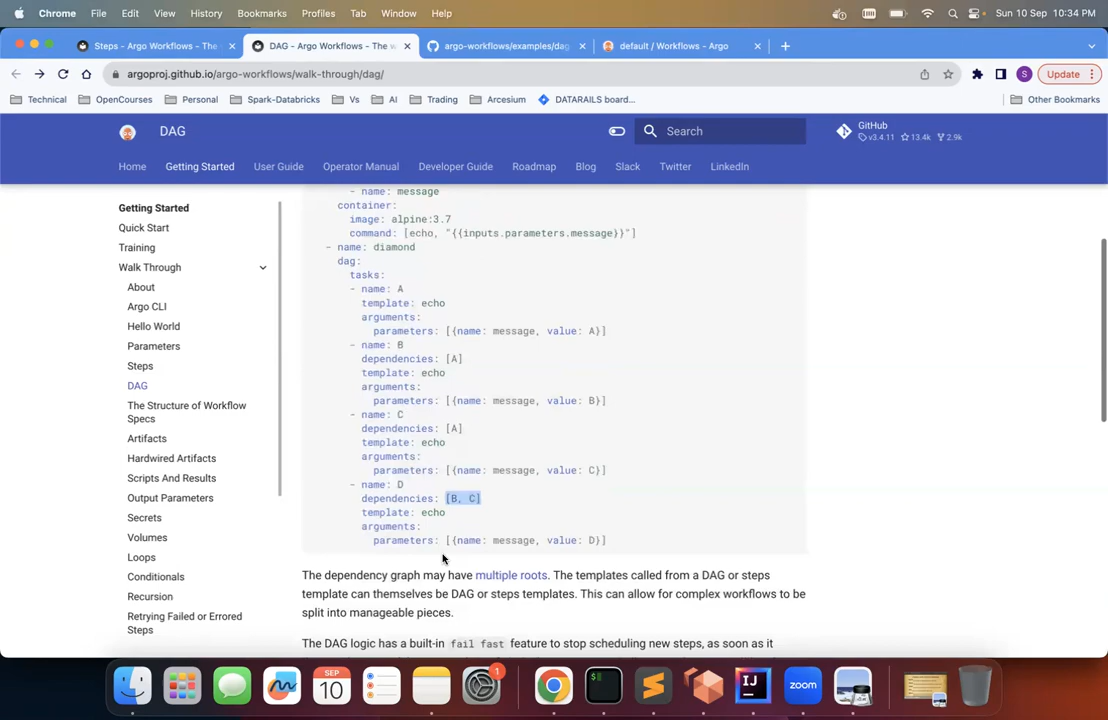 Chrome File Edit View History Bookmarks Profiles Tab Window Help Sun 10 Sep 10:34 PM
Steps - Argo Workflows - The
DAG - Argo Workflows - The w
argo-workflows/examples/dag
default / Workflows - Argo
argoproj.github.io/argo-workflows/walk-through/dag/
S
Update
Technical OpenCourses Personal Spark-Databricks Vs AI Trading Arcesium DATARAILS board... Other Bookmarks
DAG
Search
GitHub
v3.4.11 13.4k 2.9k
Home Getting Started User Guide Operator Manual Developer Guide Roadmap Blog Slack Twitter LinkedIn
Getting Started
Quick Start
Training
Walk Through
About
Argo CLI
Hello World
Parameters
Steps
DAG
The Structure of Workflow
Specs
Artifacts
Hardwired Artifacts
Scripts And Results
Output Parameters
Secrets
Volumes
Loops
Conditionals
Recursion
Retrying Failed or Errored
Steps
- name: message
container:
image: alpine:3.7
command: [echo, "{{inputs.parameters.message}}"]
- name: diamond
dag:
tasks:
- name: A
template: echo
arguments:
parameters: [{name: message, value: A}]
- name: B
dependencies: [A]
template: echo
arguments:
parameters: [{name: message, value: B}]
- name: C
dependencies: [A]
template: echo
arguments:
parameters: [{name: message, value: C}]
- name: D
dependencies: [B, C]
template: echo
arguments:
parameters: [{name: message, value: D}]
The dependency graph may have multiple roots. The templates called from a DAG or steps
template can themselves be DAG or steps templates. This can allow for complex workflows to be
split into manageable pieces.
The DAG logic has a built-in fail fast feature to stop scheduling new steps, as soon as it
SEP
10
1
zoom